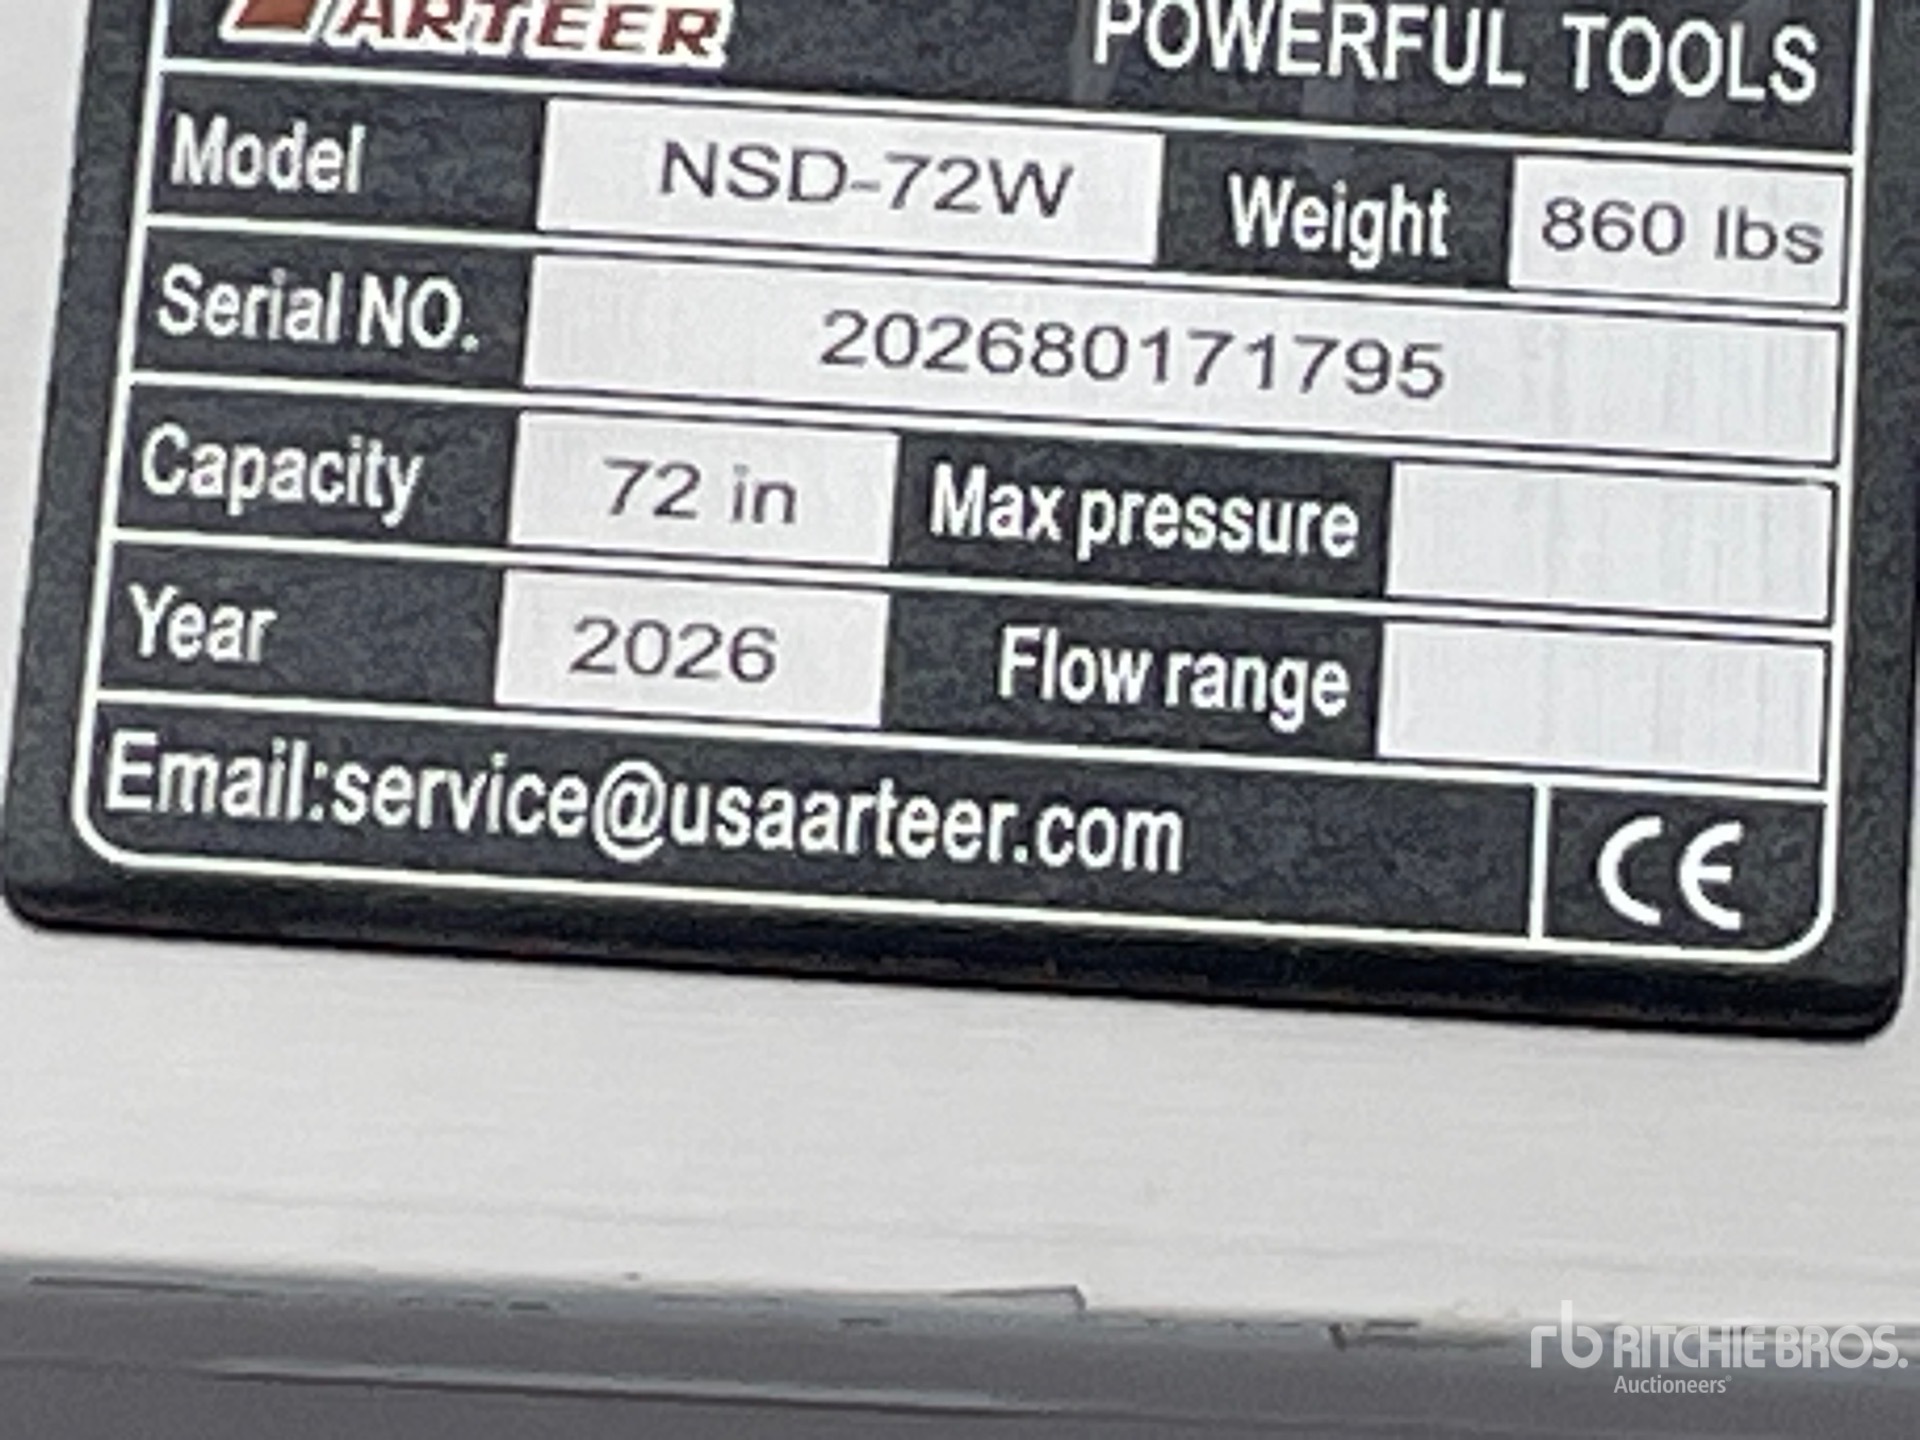 ARTEER POWERFUL TOOLS
Model NSD-72W Weight 860 lbs
Serial NO. 202680171795
Capacity 72 in Max pressure
Year 2026 Flow range
Email:service@usaarteer.com CE
rb RITCHIE BROS.
Auctioneers